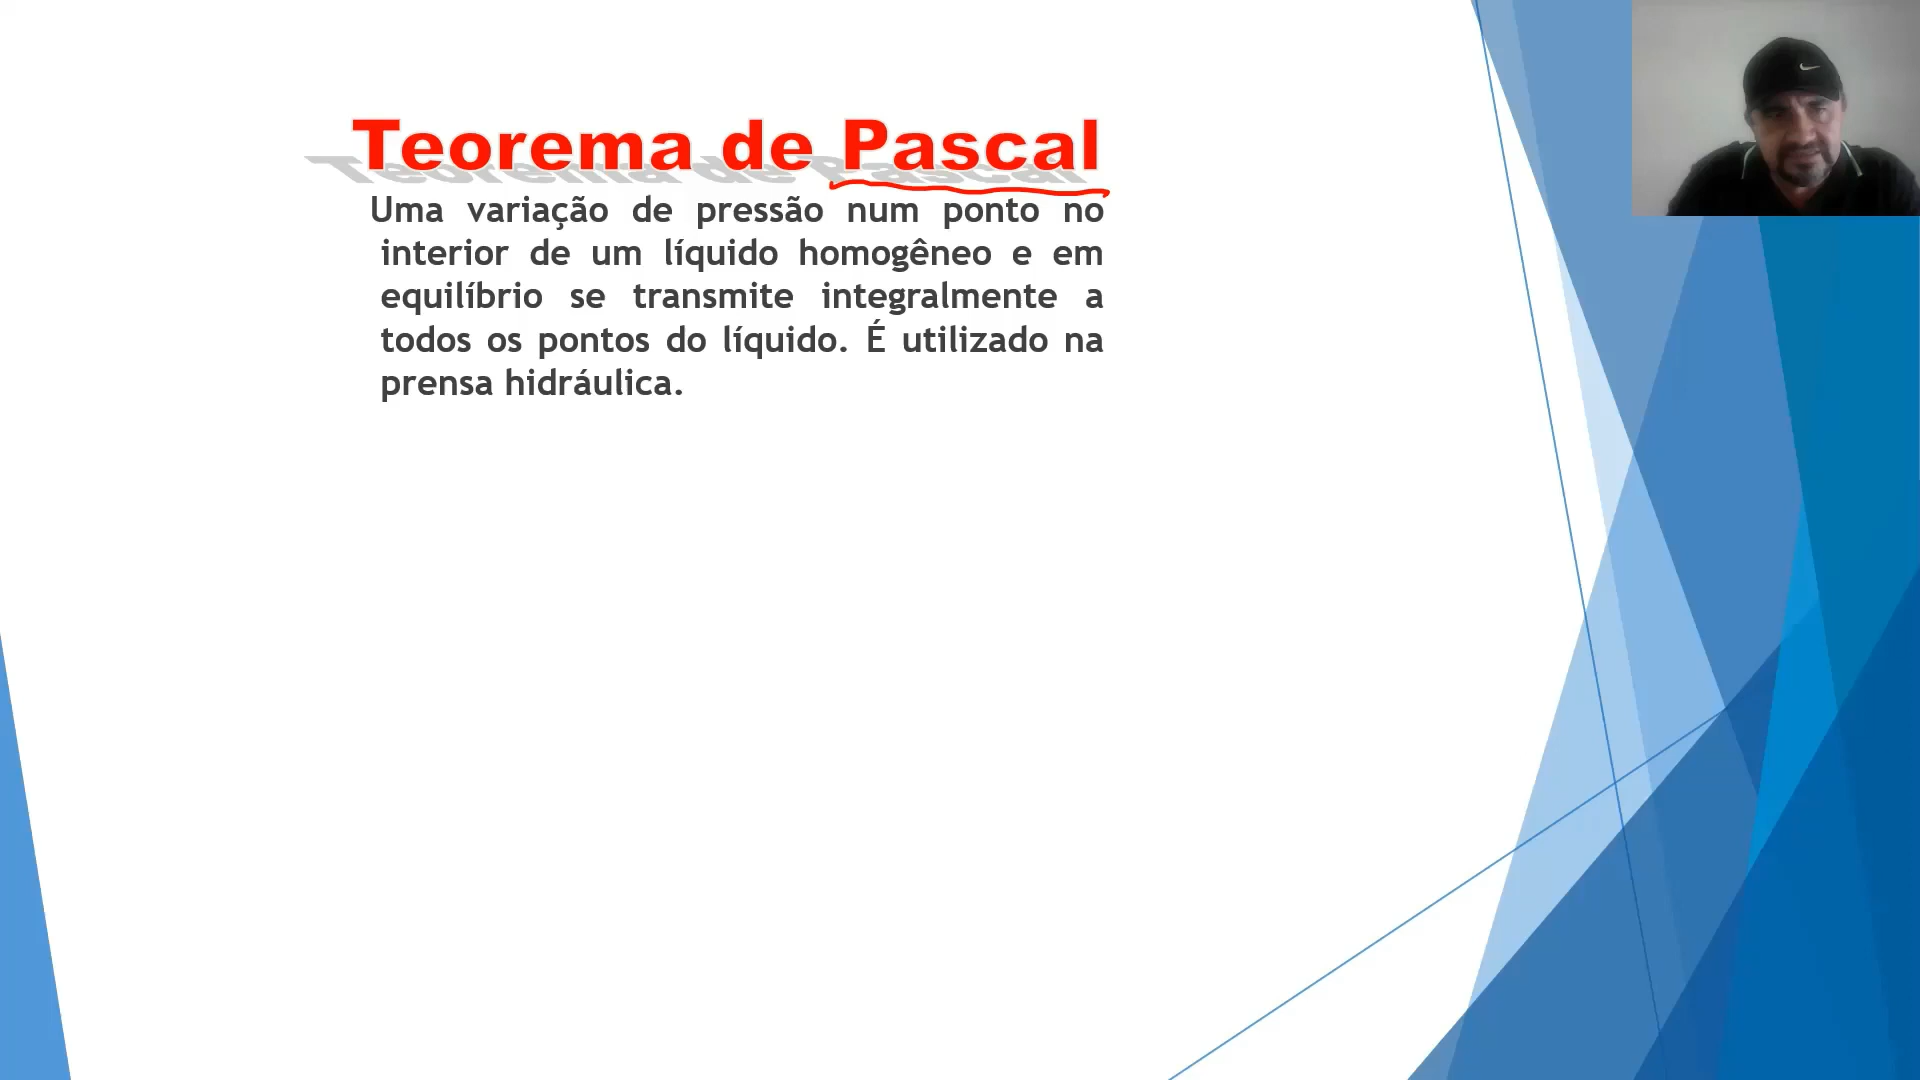 Teorema de Pascal
Uma variação de pressão num ponto no
interior de um líquido homogêneo e em
equilíbrio se transmite integralmente a
todos os pontos do líquido. É utilizado na
prensa hidráulica.